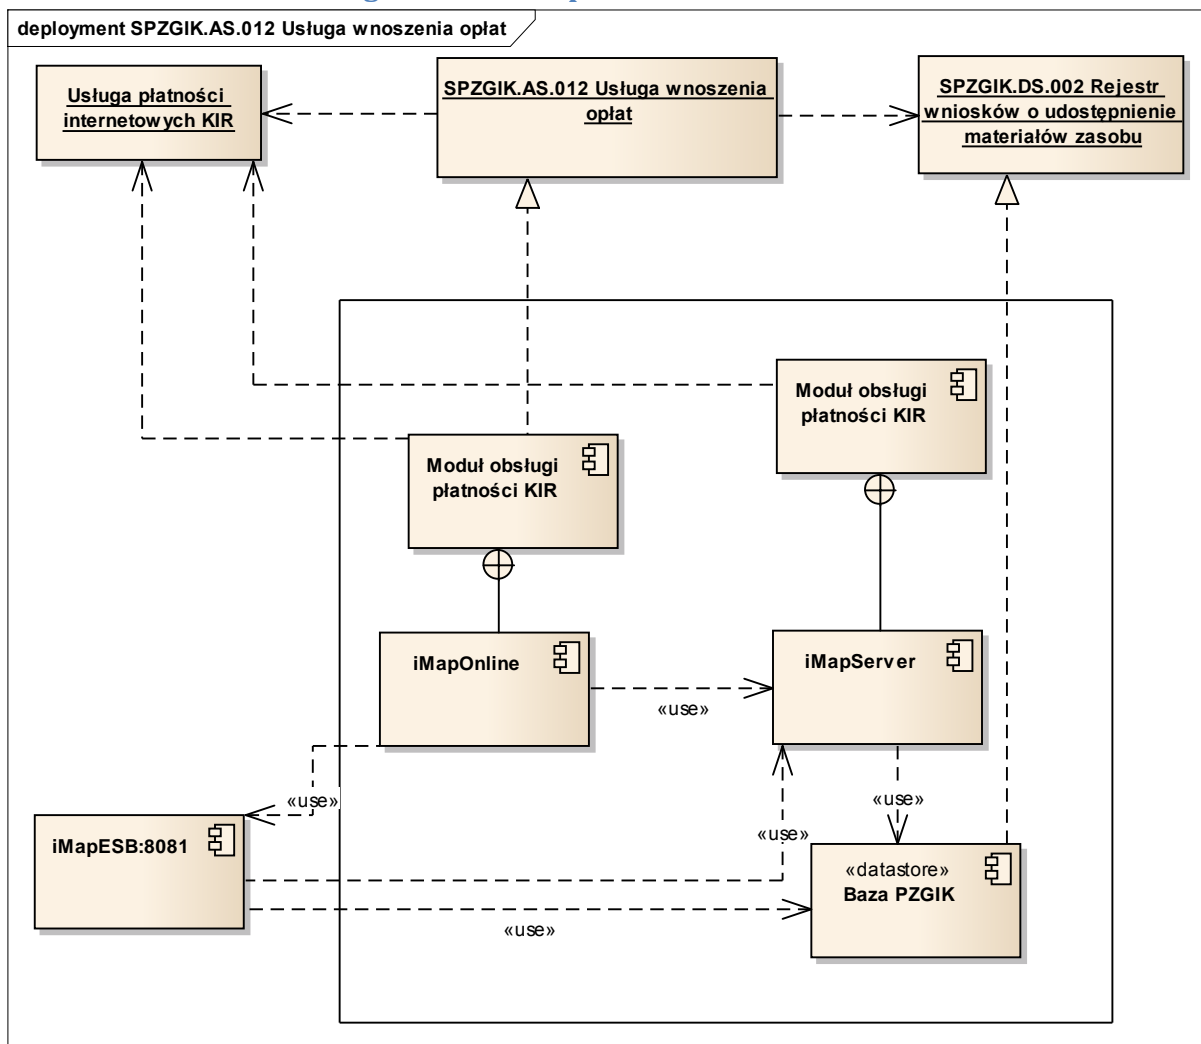 deployment SPZGIK.AS.012 Usługa wnoszenia opłat
Usługa płatności
internetowych KIR
SPZGIK.AS.012 Usługa wnoszenia
opłat
SPZGIK.DS.002 Rejestr
wniosków o udostępnienie
materiałów zasobu
Moduł obsługi
płatności KIR
Moduł obsługi
płatności KIR
iMapOnline
iMapServer
«use»
«use»
«use»
«use»
iMapESB:8081
«datastore»
Baza PZGIK
«use»